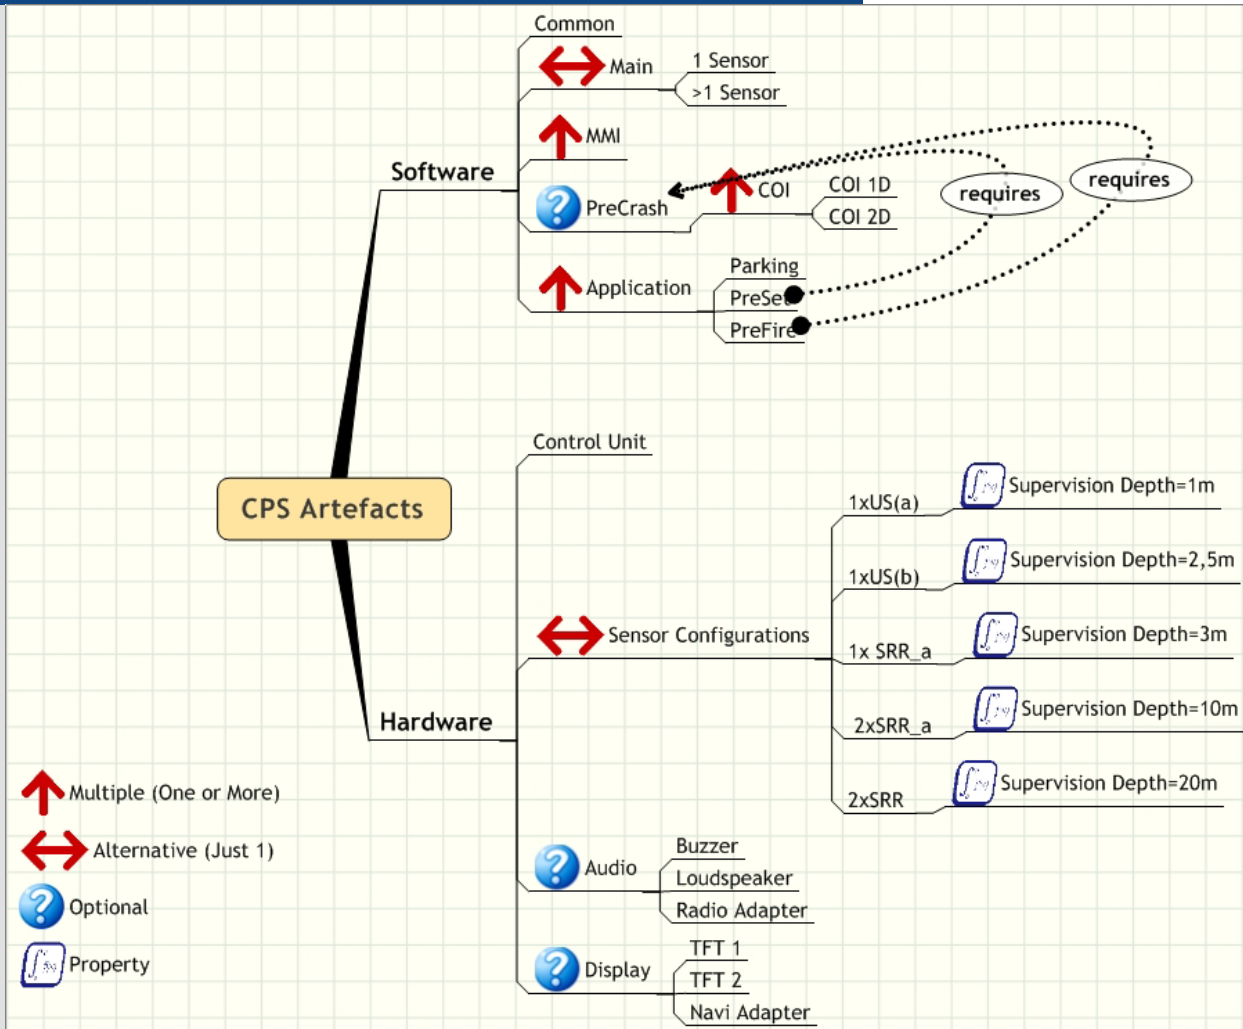 Common
Main
1 Sensor
>1 Sensor
MMI
Software
PreCrash
COI
COI 1D
COI 2D
requires
requires
Application
Parking
PreSet
PreFire
CPS Artefacts
Control Unit
Hardware
Sensor Configurations
1xUS(a)
Supervision Depth=1m
1xUS(b)
Supervision Depth=2,5m
1x SRR_a
Supervision Depth=3m
2xSRR_a
Supervision Depth=10m
2xSRR
Supervision Depth=20m
Audio
Buzzer
Loudspeaker
Radio Adapter
Display
TFT 1
TFT 2
Navi Adapter
Multiple (One or More)
Alternative (Just 1)
Optional
Property